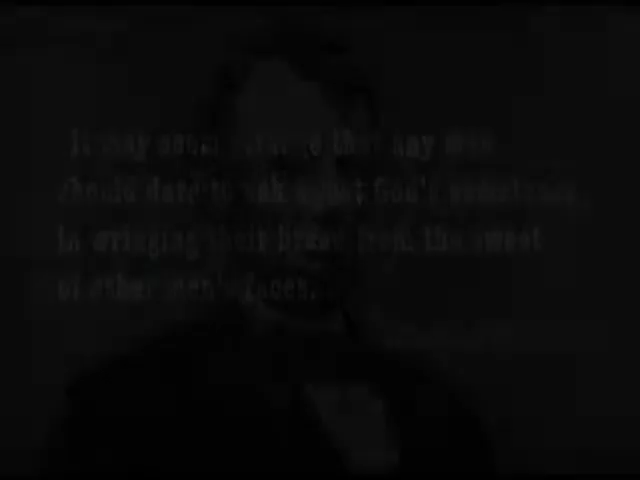 It may seem strange that any men
should dare to ask a just God's assistance
in wringing their bread from the sweat
of other men's faces.